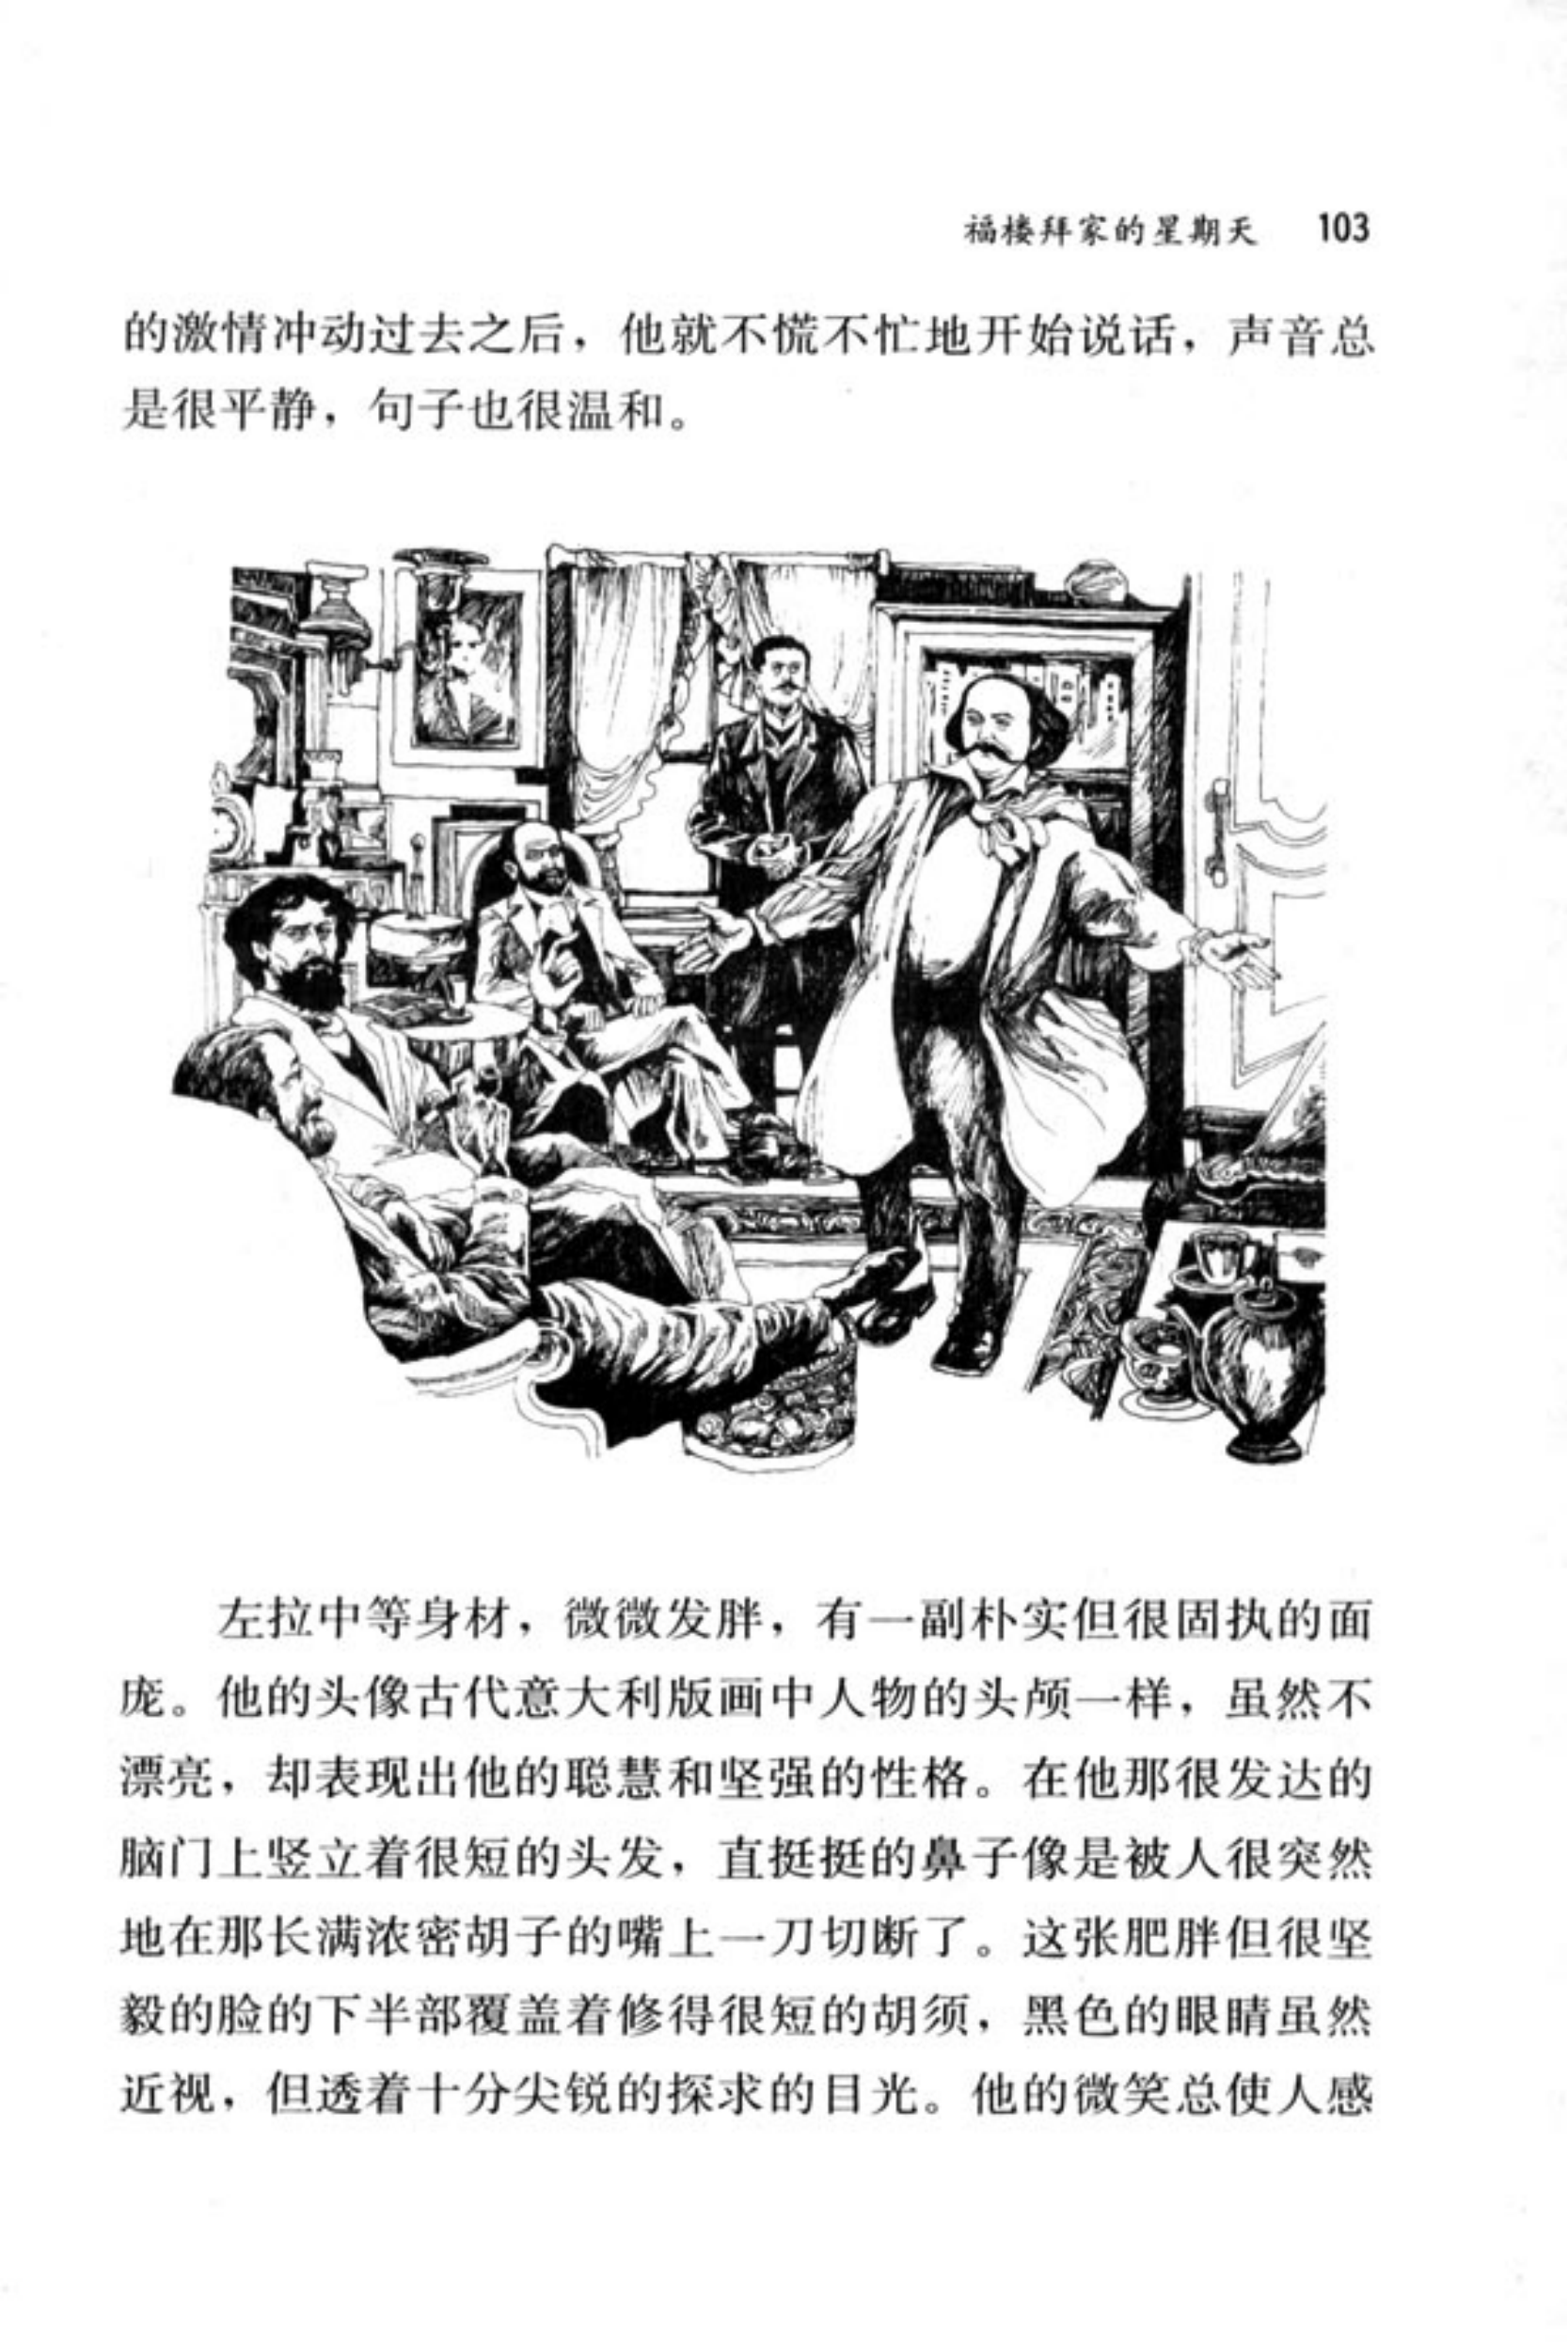 福楼拜家的星期天 103
的激情冲动过去之后，他就不慌不忙地开始说话，声音总
是很平静，句子也很温和。
左拉中等身材，微微发胖，有一副朴实但很固执的面
庞。他的头像古代意大利版画中人物的头颅一样，虽然不
漂亮，却表现出他的聪慧和坚强的性格。在他那很发达的
脑门上竖立着很短的头发，直挺挺的鼻子像是被人很突然
地在那长满浓密胡子的嘴上一刀切断了。这张肥胖但很坚
毅的脸的下半部覆盖着修得很短的胡须，黑色的眼睛虽然
近视，但透着十分尖锐的探求的目光。他的微笑总使人感